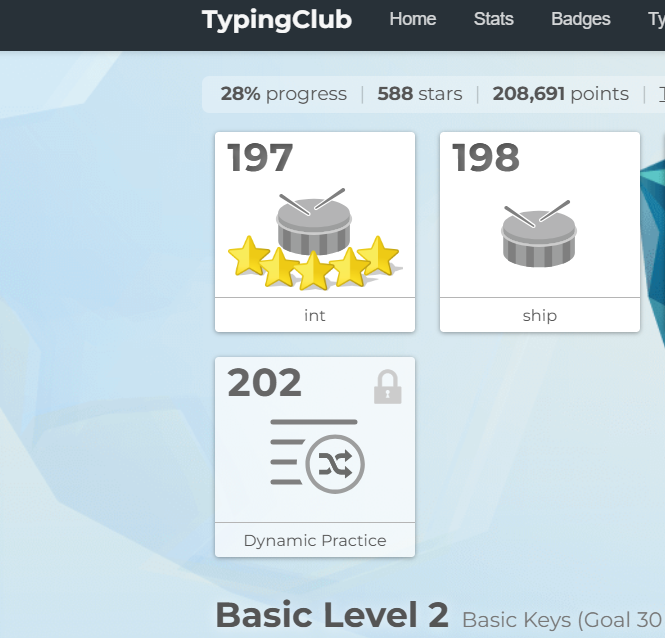 TypingClub Home Stats Badges
28% progress | 588 stars | 208,691 points |
197 198
int ship
202
Dynamic Practice
Basic Level 2 Basic Keys (Goal 30